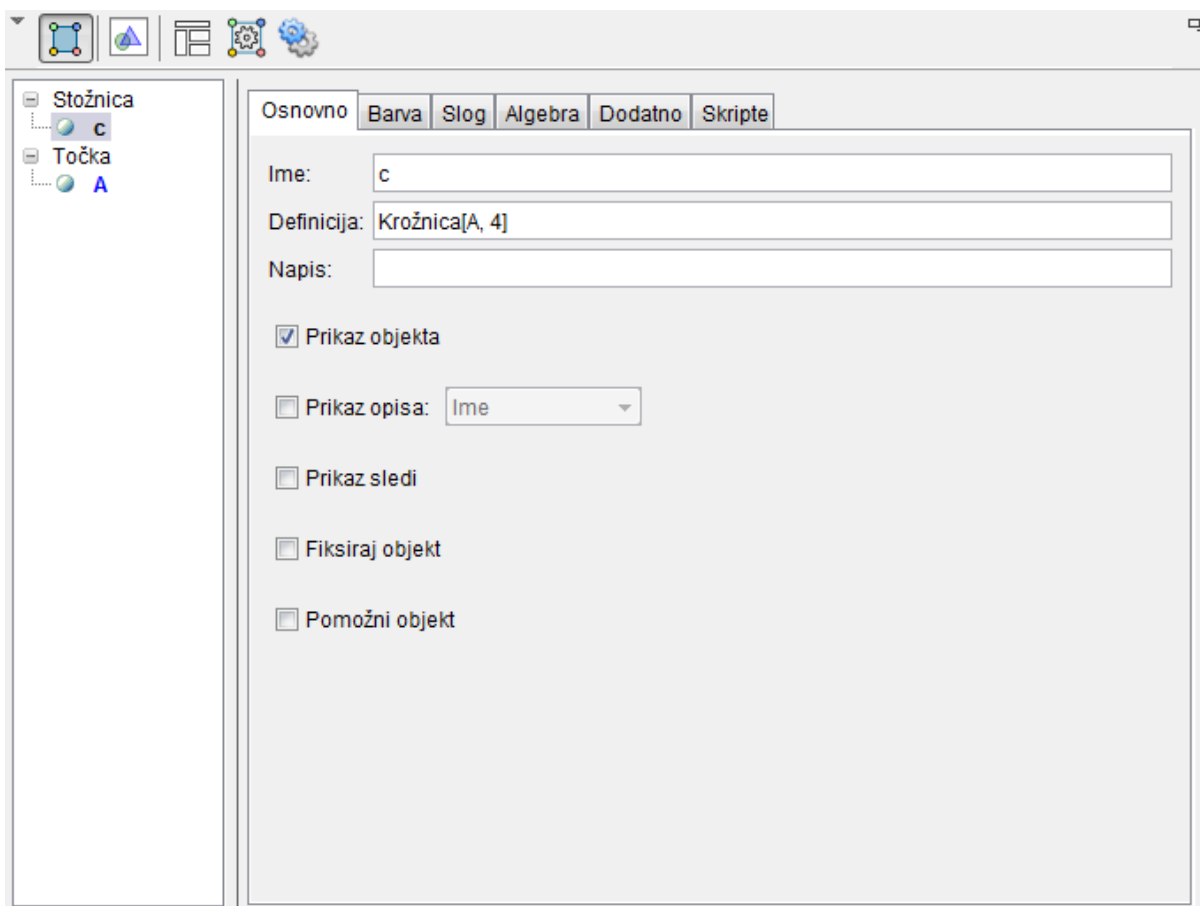 Stožnica
c
Točka
A
Osnovno Barva Slog Algebra Dodatno Skripte
Ime: c
Definicija: Krožnica[A, 4]
Napis:
Prikaz objekta
Prikaz opisa: Ime
Prikaz sledi
Fiksiraj objekt
Pomožni objekt